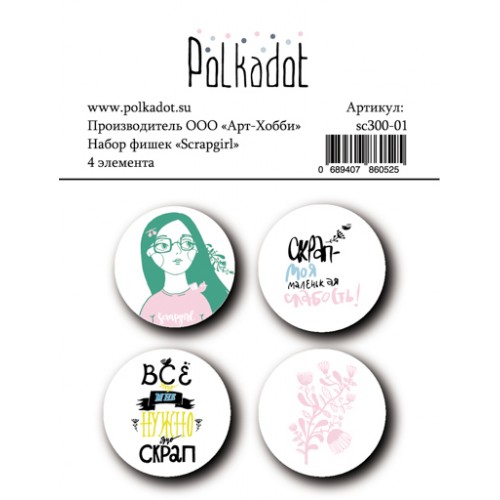 Polkadot
www.polkadot.su
Производитель ООО «Арт-Хобби»
Набор фишек «Scrapgirl»
4 элемента
Артикул:
sc300-01
0 689407 860525
scrapgirl
СКРАП-
МОЯ
маленькая
слабость!
ВСЁ
НУЖНО
СКРАП